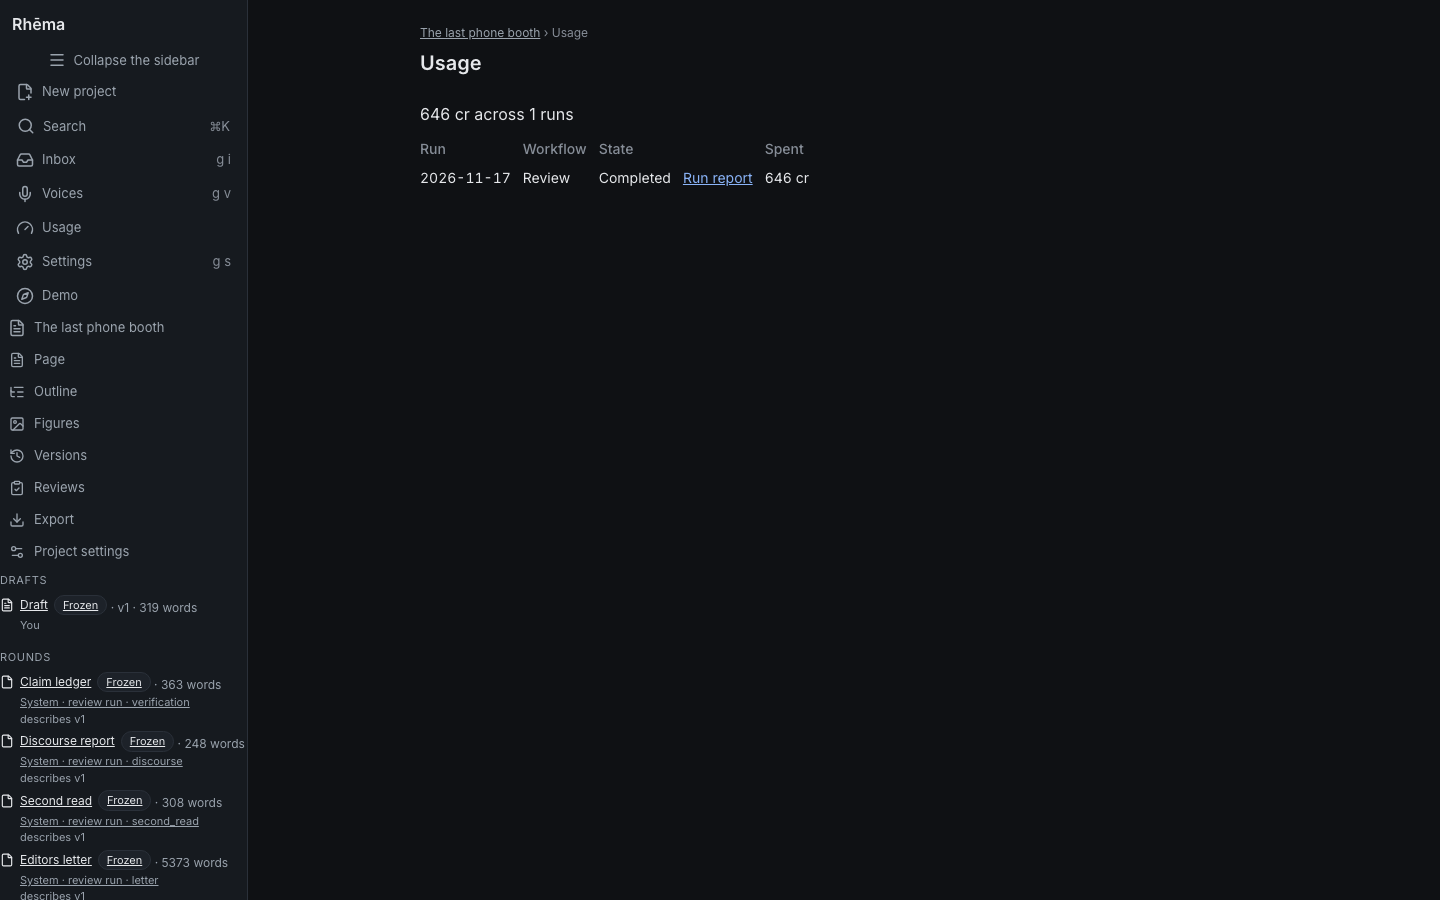 Rhēma
Collapse the sidebar
New project
Search ⌘K
Inbox g i
Voices g v
Usage
Settings g s
Demo
The last phone booth
Page
Outline
Figures
Versions
Reviews
Export
Project settings
DRAFTS
Draft Frozen · v1 · 319 words
You
ROUNDS
Claim ledger Frozen · 363 words
System · review run · verification
describes v1
Discourse report Frozen · 248 words
System · review run · discourse
describes v1
Second read Frozen · 308 words
System · review run · second_read
describes v1
Editors letter Frozen · 5373 words
System · review run · letter
describes v1
The last phone booth › Usage
Usage
646 cr across 1 runs
Run Workflow State Spent
2026-11-17 Review Completed Run report 646 cr